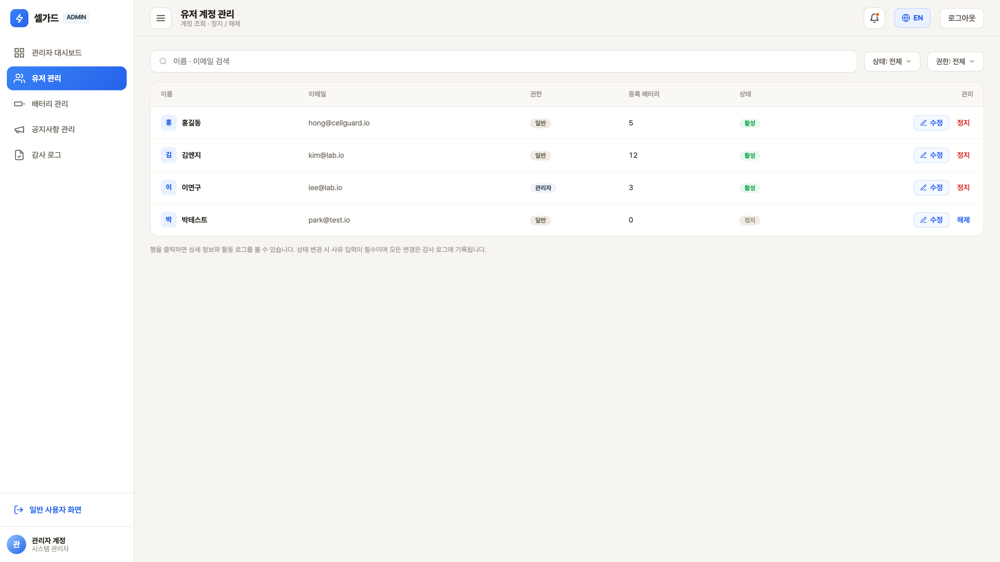 셀가드 ADMIN
관리자 대시보드
유저 관리
배터리 관리
공지사항 관리
감사 로그
일반 사용자 화면
관
관리자 계정
시스템 관리자
유저 계정 관리
계정 조회 · 정지 / 해제
EN
로그아웃
이름 · 이메일 검색
상태: 전체
권한: 전체
이름 이메일 권한 등록 배터리 상태 관리
홍 홍길동 hong@cellguard.io 일반 5 활성 수정 정지
김 김엔지 kim@lab.io 일반 12 활성 수정 정지
이 이연구 lee@lab.io 관리자 3 활성 수정 정지
박 박테스트 park@test.io 일반 0 정지 수정 해제
행을 클릭하면 상세 정보와 활동 로그를 볼 수 있습니다. 상태 변경 시 사유 입력이 필수이며 모든 변경은 감사 로그에 기록됩니다.